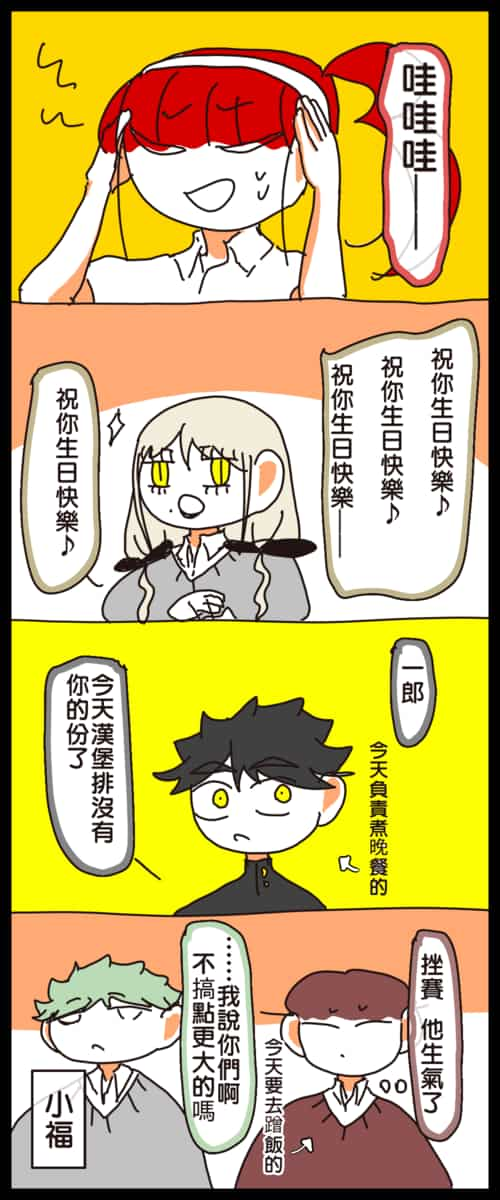 哇哇哇——
祝你生日快樂♪
祝你生日快樂♪
祝你生日快樂——
祝你生日快樂♪
一郎
今天負責煮晚餐的
今天漢堡排沒有
你的份了
挫賽 他生氣了
今天要去蹭飯的
……我說你們啊
不搞點更大的嗎
小福